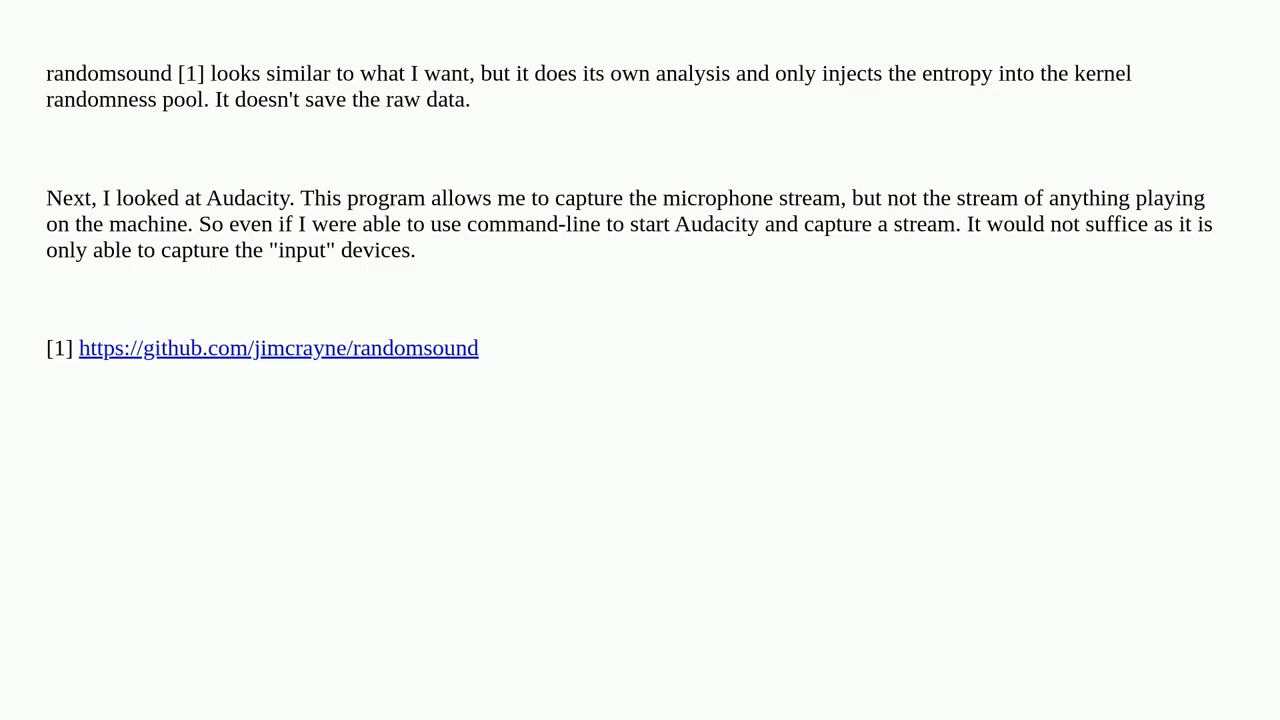 randomsound [1] looks similar to what I want, but it does its own analysis and only injects the entropy into the kernel
randomness pool. It doesn't save the raw data.
Next, I looked at Audacity. This program allows me to capture the microphone stream, but not the stream of anything playing
on the machine. So even if I were able to use command-line to start Audacity and capture a stream. It would not suffice as it is
only able to capture the "input" devices.
[1] https://github.com/jimcrayne/randomsound